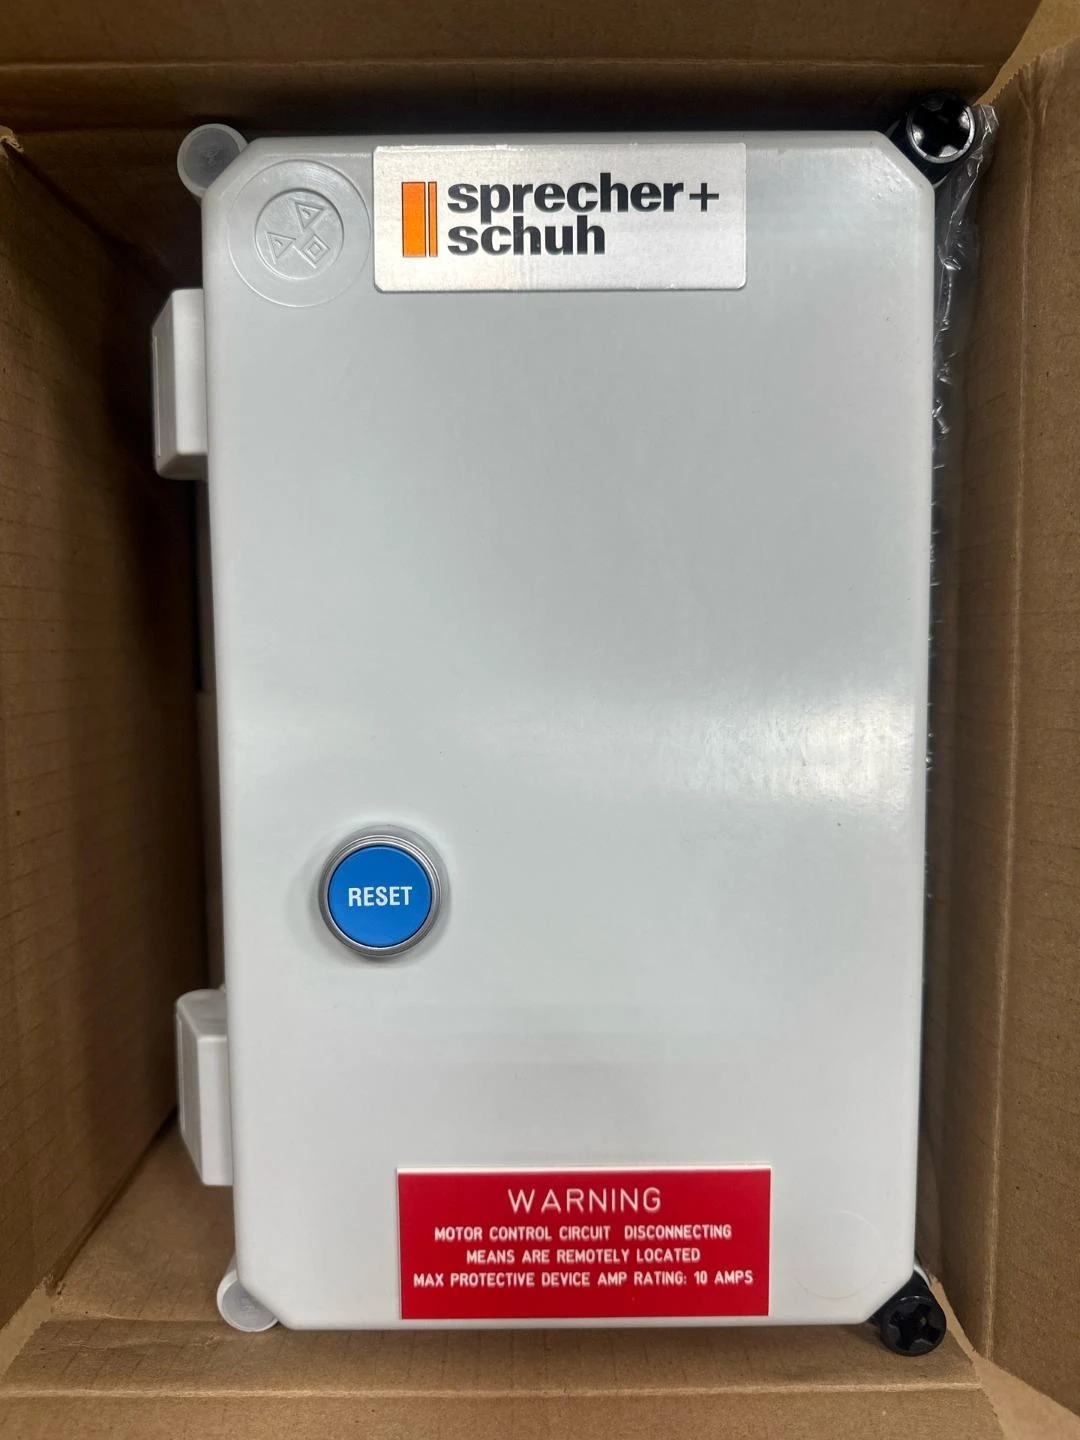 sprecher+
schuh
RESET
WARNING
MOTOR CONTROL CIRCUIT DISCONNECTING
MEANS ARE REMOTELY LOCATED
MAX PROTECTIVE DEVICE AMP RATING: 10 AMPS